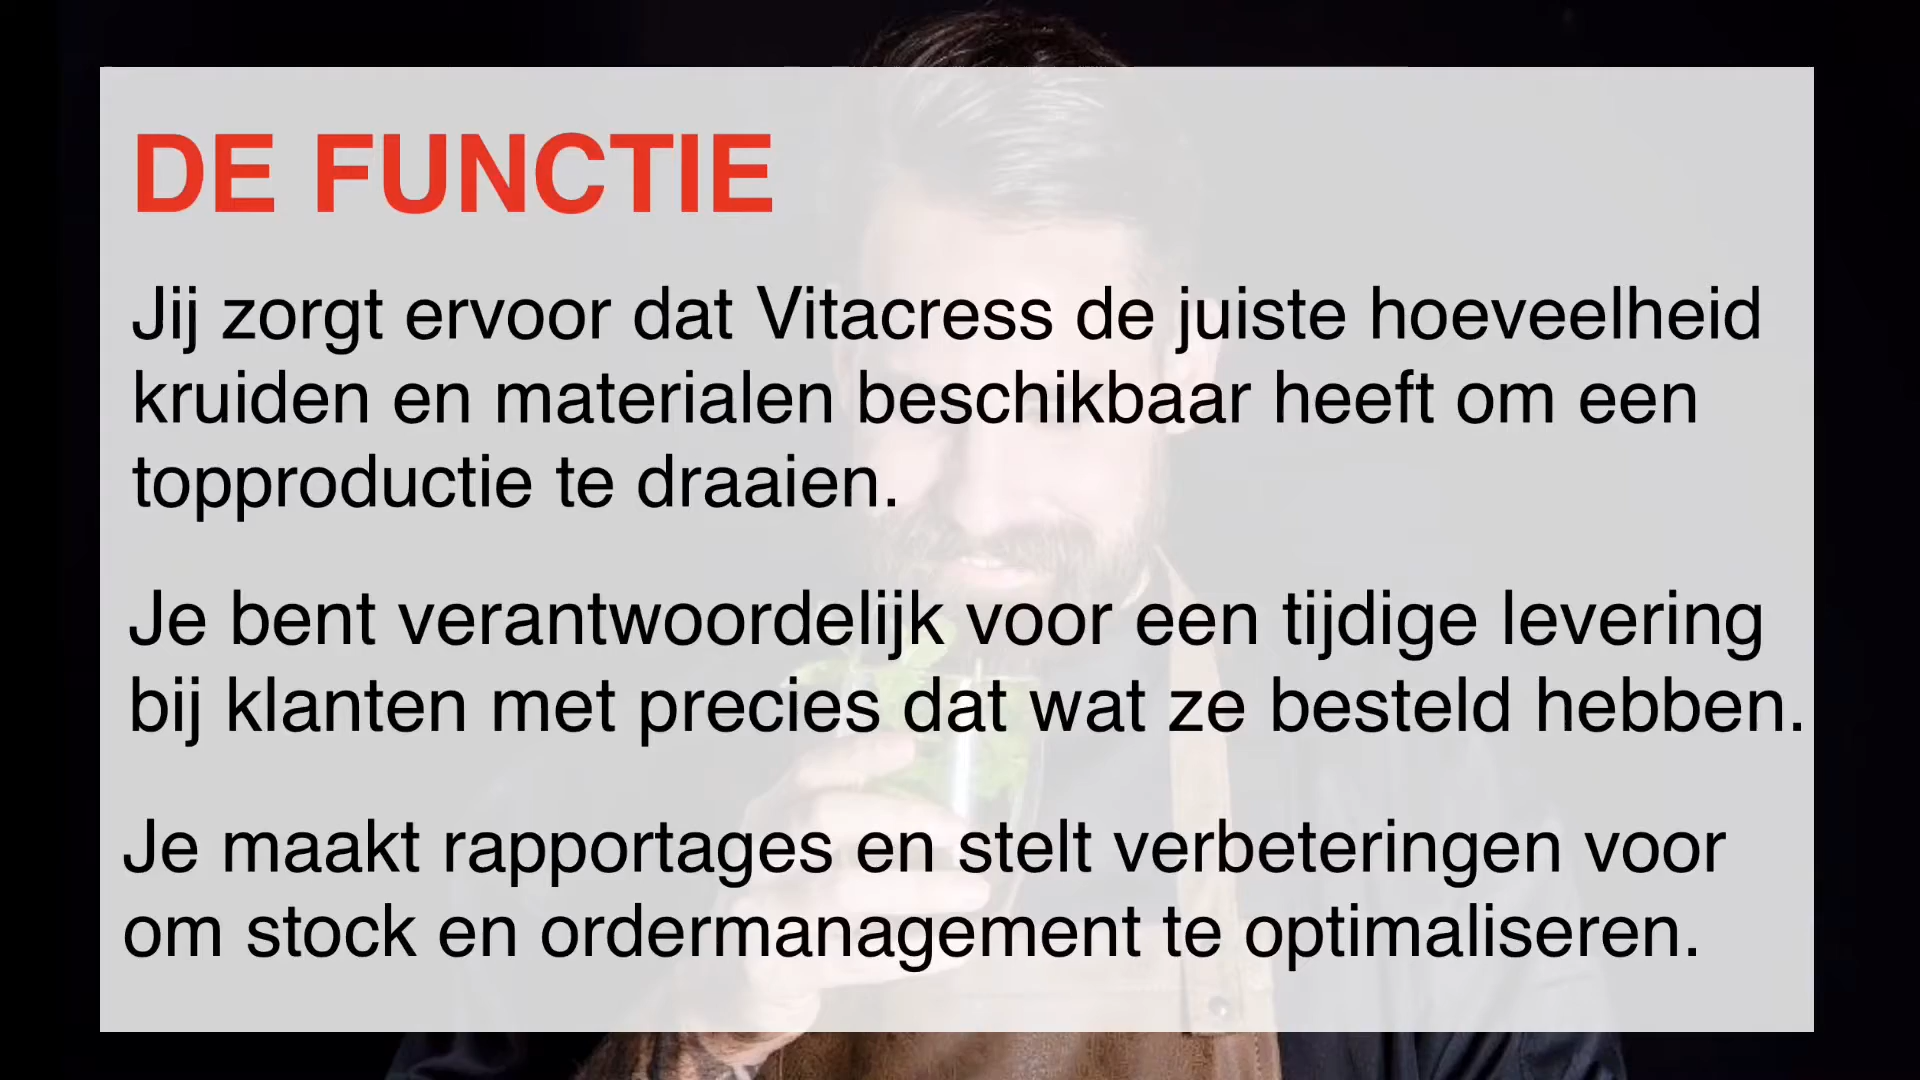 DE FUNCTIE
Jij zorgt ervoor dat Vitacress de juiste hoeveelheid
kruiden en materialen beschikbaar heeft om een
topproductie te draaien.
Je bent verantwoordelijk voor een tijdige levering
bij klanten met precies dat wat ze besteld hebben.
Je maakt rapportages en stelt verbeteringen voor
om stock en ordermanagement te optimaliseren.